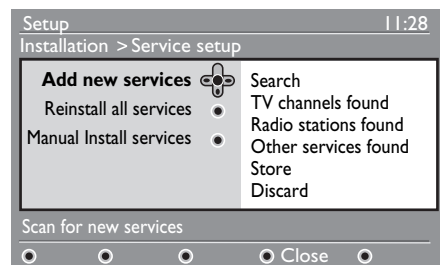 Setup 11:28
Installation > Service setup
Add new services
Reinstall all services
Manual Install services
Search
TV channels found
Radio stations found
Other services found
Store
Discard
Scan for new services
Close